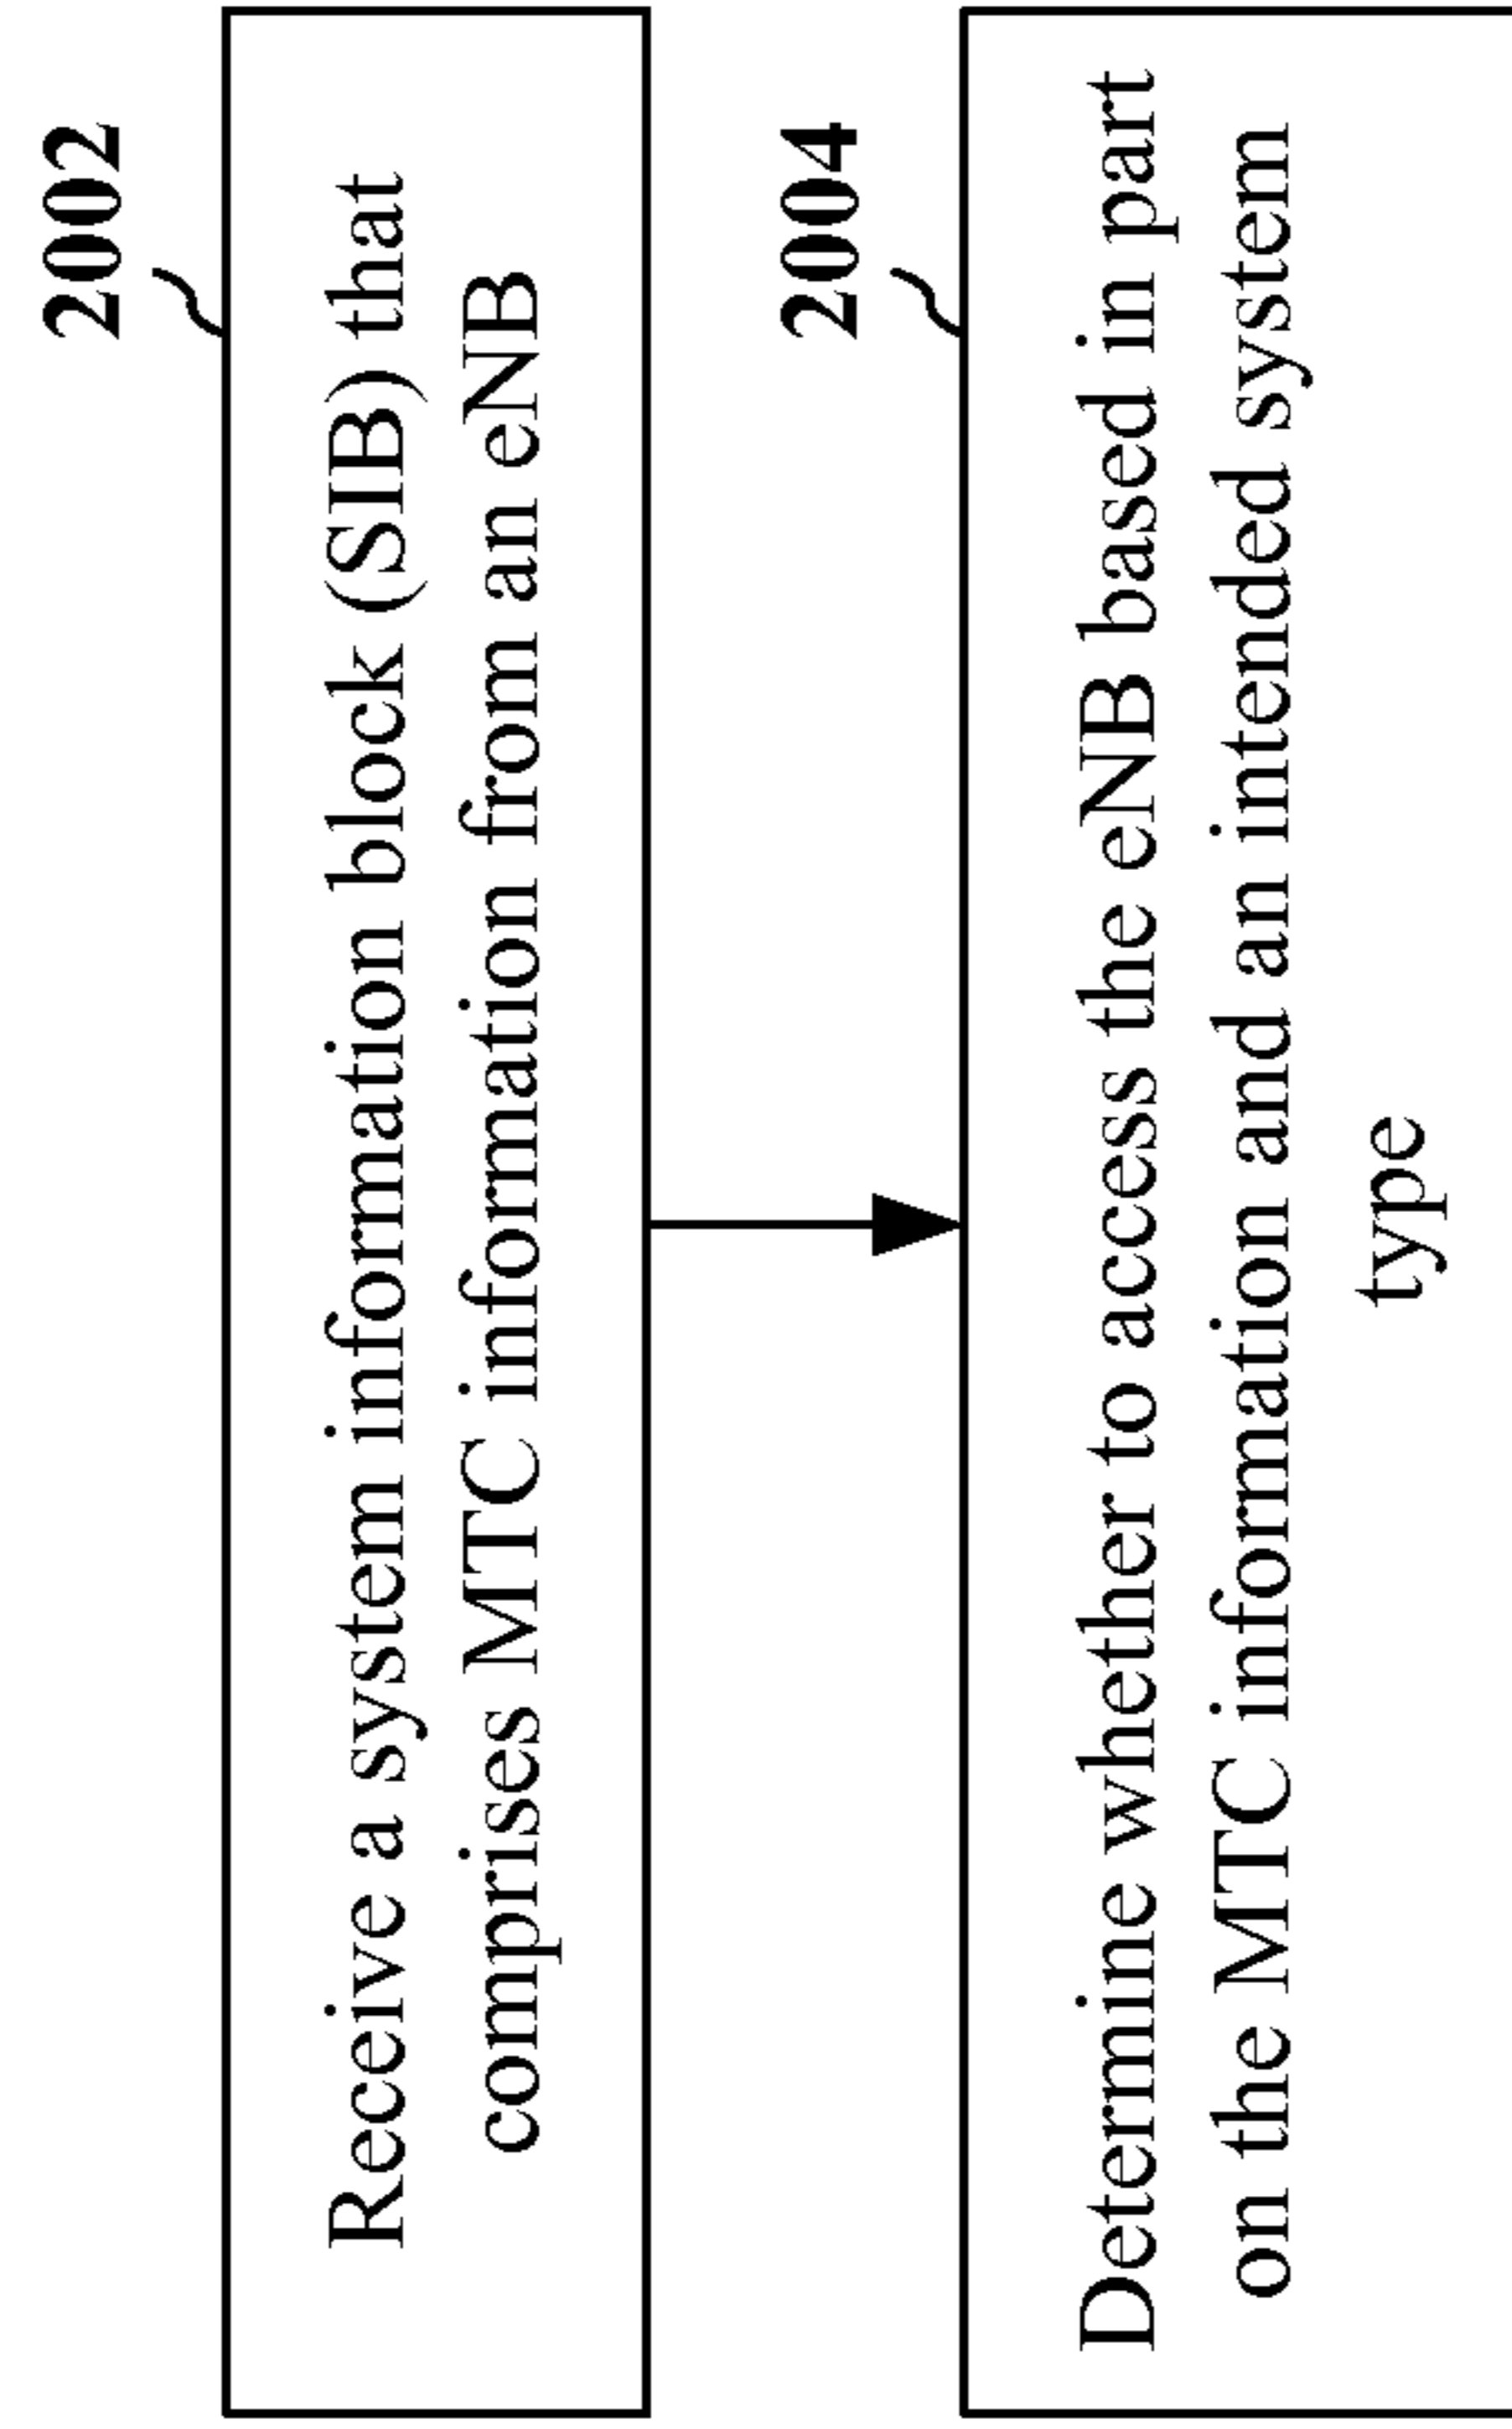 2002
Receive a system information block (SIB) that
comprises MTC information from an eNB
2004
Determine whether to access the eNB based in part
on the MTC information and an intended system
type